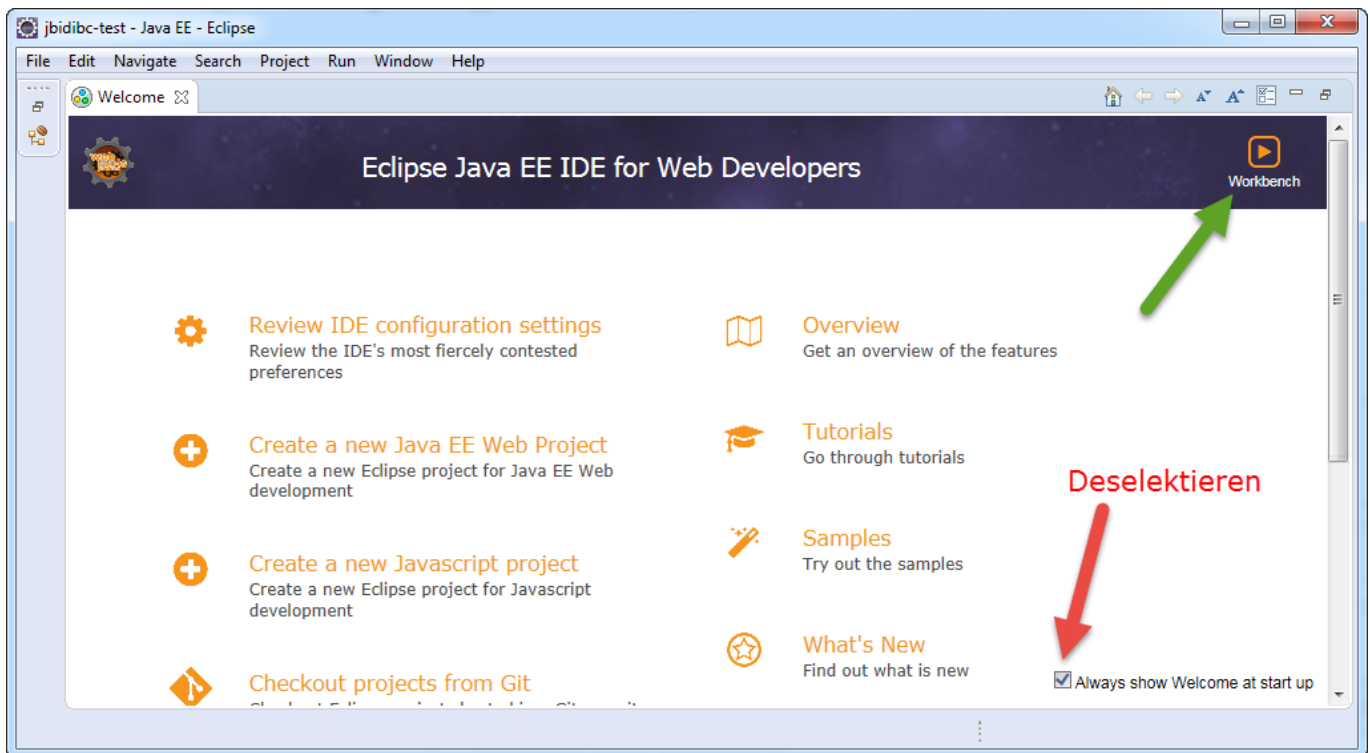 jbidibc-test - Java EE - Eclipse
File Edit Navigate Search Project Run Window Help
Welcome
Eclipse Java EE IDE for Web Developers
Workbench
Review IDE configuration settings
Review the IDE's most fiercely contested
preferences
Overview
Get an overview of the features
Create a new Java EE Web Project
Create a new Eclipse project for Java EE Web
development
Tutorials
Go through tutorials
Deselektieren
Create a new Javascript project
Create a new Eclipse project for Javascript
development
Samples
Try out the samples
What's New
Find out what is new
Always show Welcome at start up
Checkout projects from Git